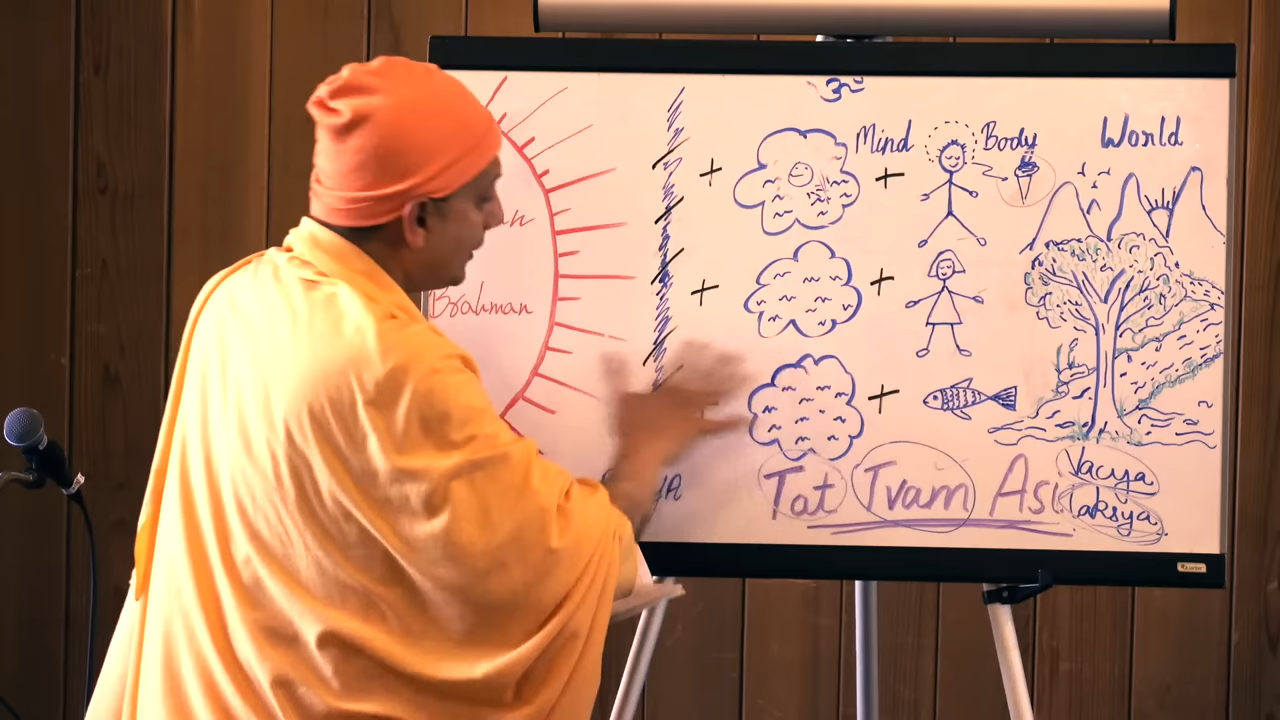 ॐ
Mind
Body
World
Brahman
Tat Tvam Asi
Vacya
Laksya